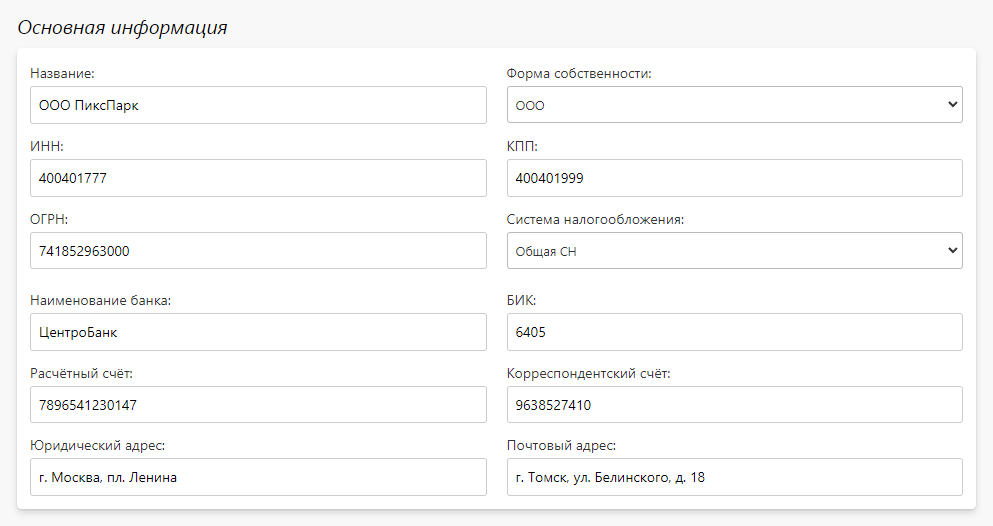 Основная информация
Название:
Форма собственности:
ООО ПиксПарк
ООО
ИНН:
КПП:
400401777
400401999
ОГРН:
Система налогообложения:
741852963000
Общая СН
Наименование банка:
БИК:
ЦентроБанк
6405
Расчётный счёт:
Корреспондентский счёт:
7896541230147
9638527410
Юридический адрес:
Почтовый адрес:
г. Москва, пл. Ленина
г. Томск, ул. Белинского, д. 18